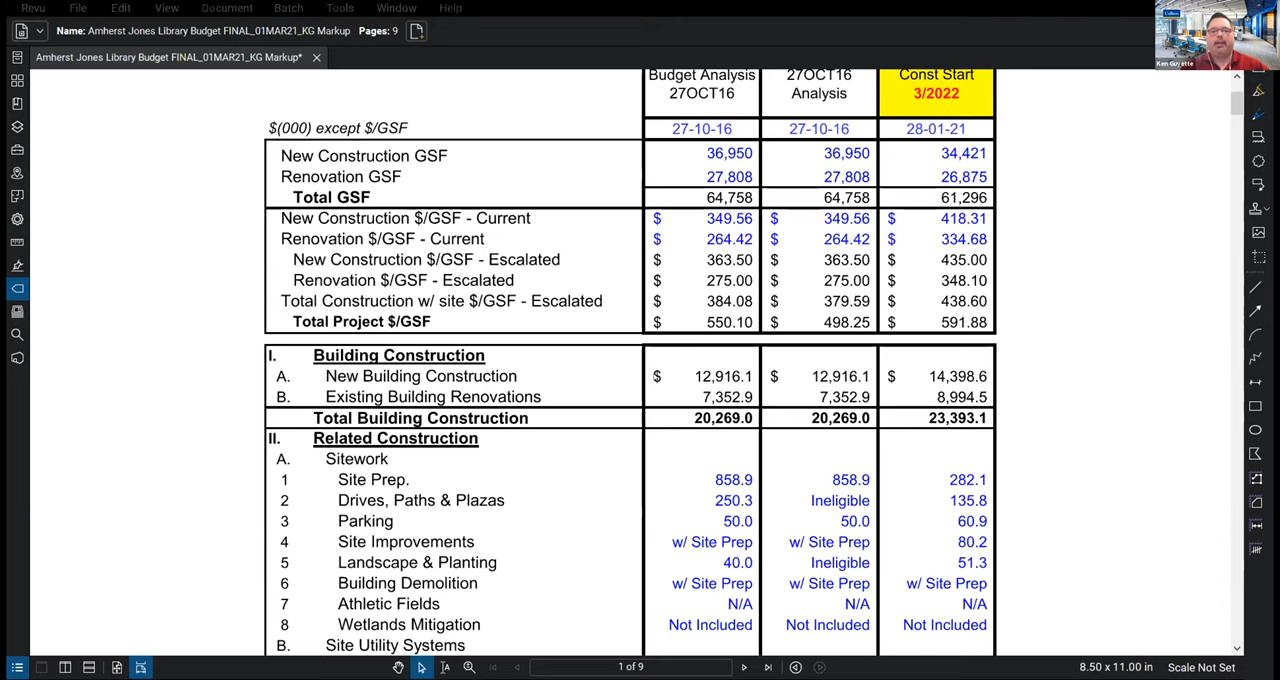 Revu File Edit View Document Batch Tools Window Help
Name: Amherst Jones Library Budget FINAL_01MAR21_KG Markup Pages: 9
Amherst Jones Library Budget FINAL_01MAR21_KG Markup*
Colliers
Ken Guyette
Budget Analysis 27OCT16 Const Start
27OCT16 Analysis 3/2022
$(000) except $/GSF 27-10-16 27-10-16 28-01-21
New Construction GSF 36,950 36,950 34,421
Renovation GSF 27,808 27,808 26,875
Total GSF 64,758 64,758 61,296
New Construction $/GSF - Current $ 349.56 $ 349.56 $ 418.31
Renovation $/GSF - Current $ 264.42 $ 264.42 $ 334.68
New Construction $/GSF - Escalated $ 363.50 $ 363.50 $ 435.00
Renovation $/GSF - Escalated $ 275.00 $ 275.00 $ 348.10
Total Construction w/ site $/GSF - Escalated $ 384.08 $ 379.59 $ 438.60
Total Project $/GSF $ 550.10 $ 498.25 $ 591.88
I. Building Construction
A. New Building Construction $ 12,916.1 $ 12,916.1 $ 14,398.6
B. Existing Building Renovations 7,352.9 7,352.9 8,994.5
Total Building Construction 20,269.0 20,269.0 23,393.1
II. Related Construction
A. Sitework
1 Site Prep. 858.9 858.9 282.1
2 Drives, Paths & Plazas 250.3 Ineligible 135.8
3 Parking 50.0 50.0 60.9
4 Site Improvements w/ Site Prep w/ Site Prep 80.2
5 Landscape & Planting 40.0 Ineligible 51.3
6 Building Demolition w/ Site Prep w/ Site Prep w/ Site Prep
7 Athletic Fields N/A N/A N/A
8 Wetlands Mitigation Not Included Not Included Not Included
B. Site Utility Systems
1 of 9 8.50 x 11.00 in Scale Not Set